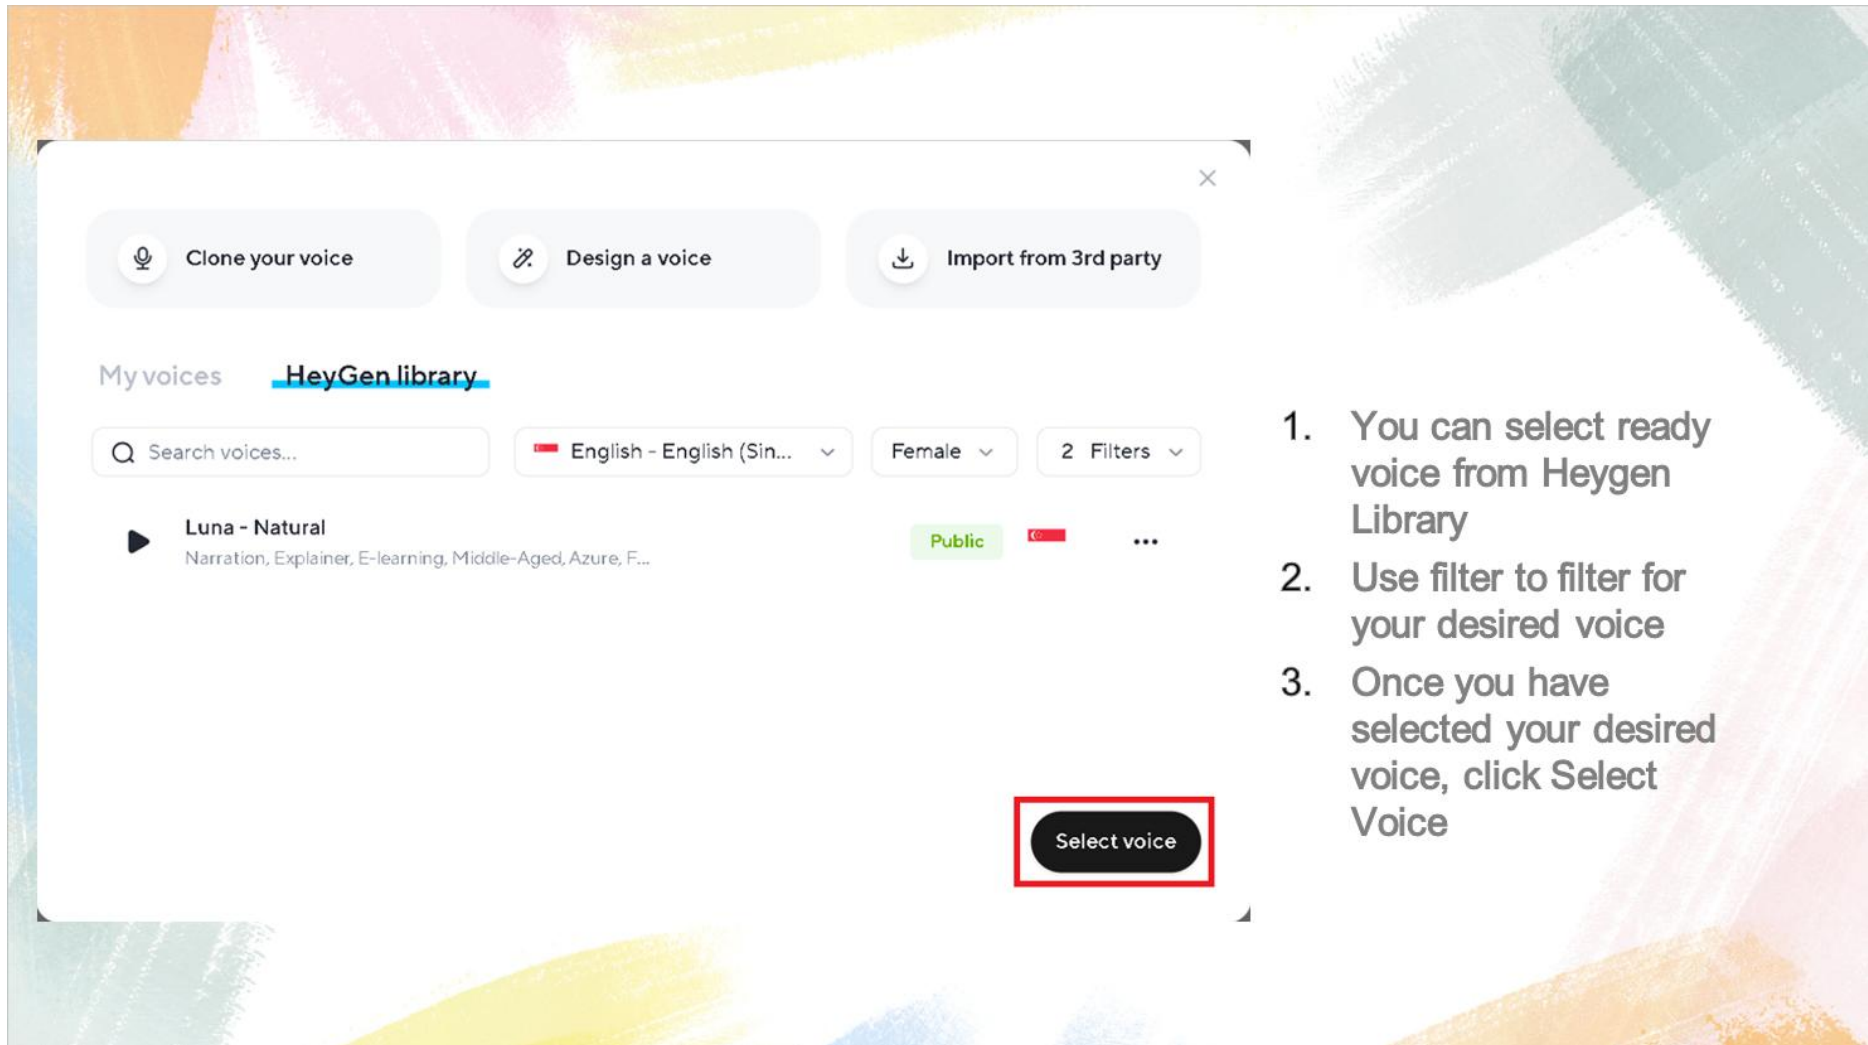 Clone your voice
Design a voice
Import from 3rd party
My voices
HeyGen library
Search voices...
English - English (Sin...
Female
2 Filters
Luna - Natural
Narration, Explainer, E-learning, Middle-Aged, Azure, F...
Public
Select voice
1. You can select ready
voice from Heygen
Library
2. Use filter to filter for
your desired voice
3. Once you have
selected your desired
voice, click Select
Voice